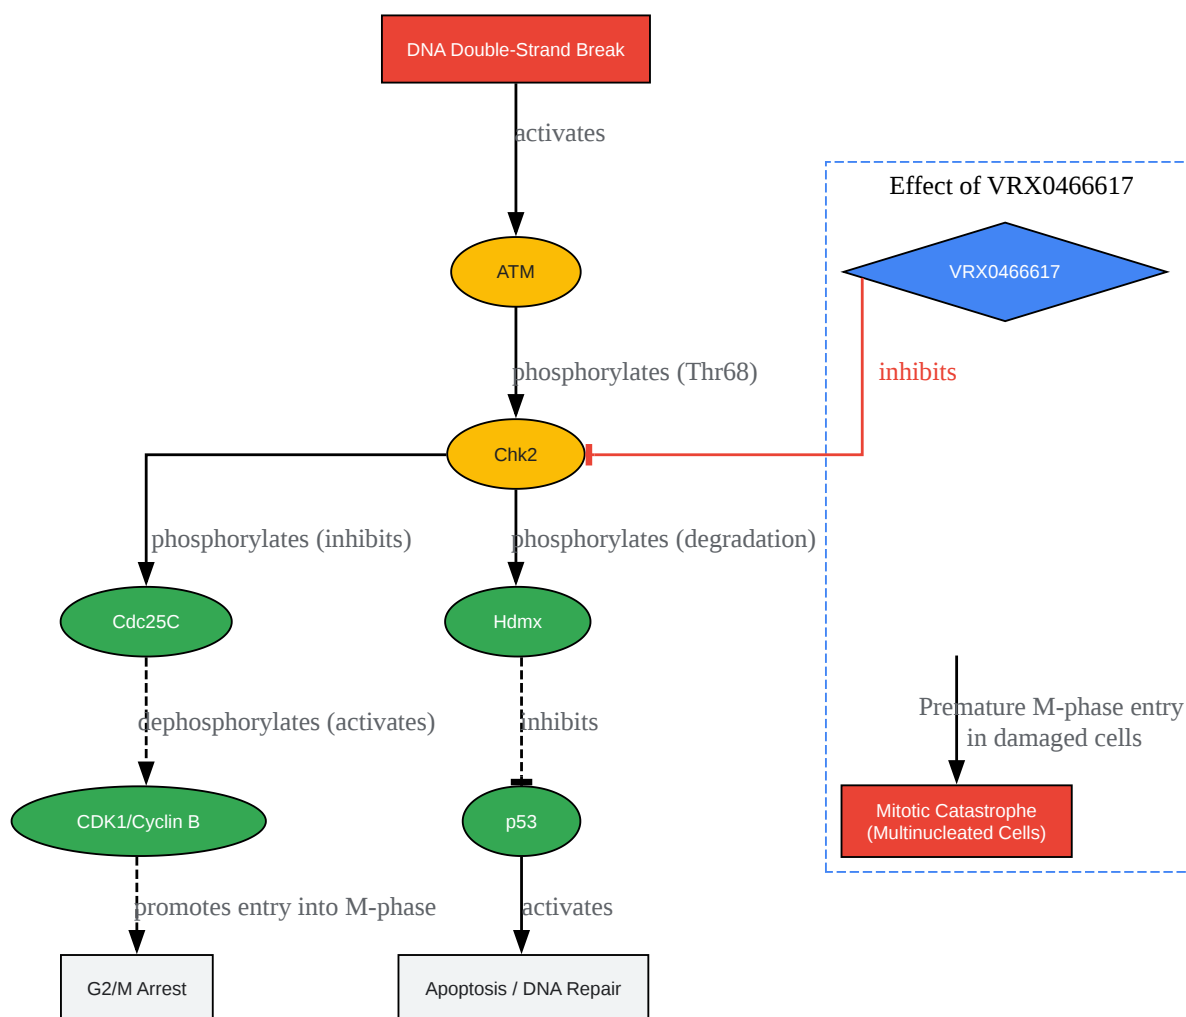 DNA Double-Strand Break
activates
Effect of VRX0466617
ATM
VRX0466617
phosphorylates (Thr68)
inhibits
Chk2
phosphorylates (inhibits)
phosphorylates (degradation)
Cdc25C
Hdmx
dephosphorylates (activates)
inhibits
Premature M-phase entry
in damaged cells
CDK1/Cyclin B
p53
Mitotic Catastrophe
(Multinucleated Cells)
promotes entry into M-phase
activates
G2/M Arrest
Apoptosis / DNA Repair